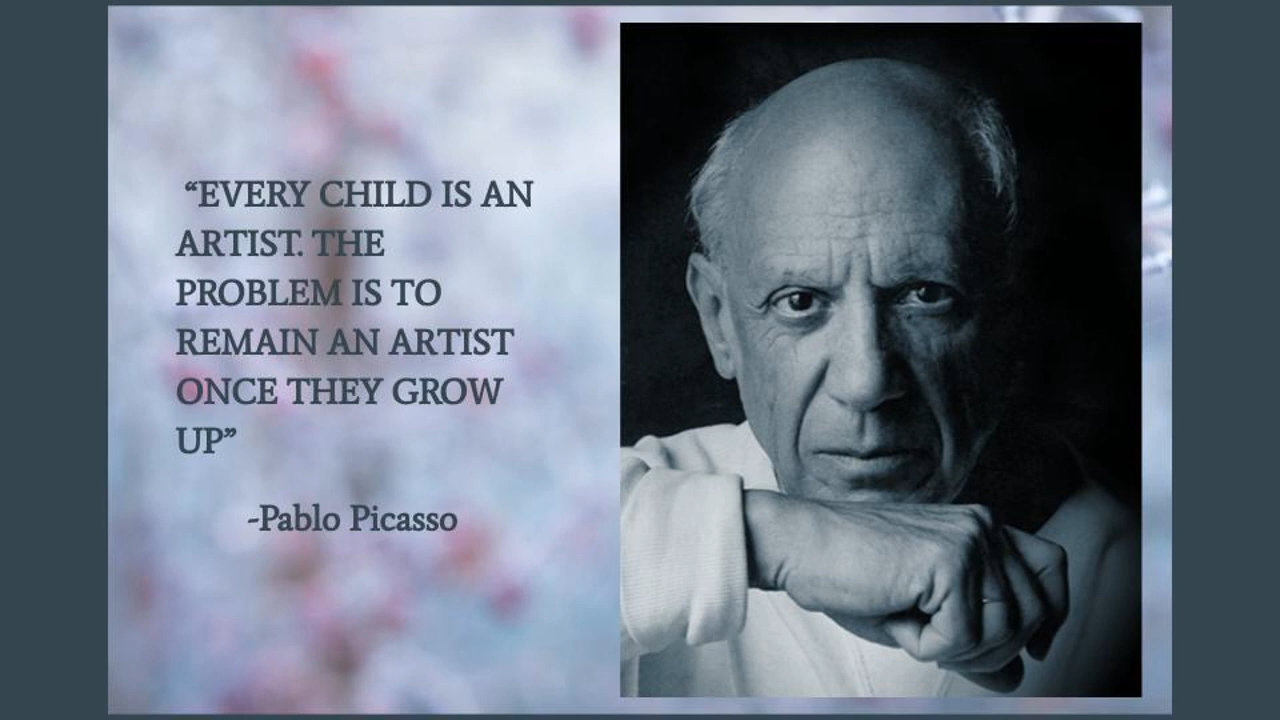 “EVERY CHILD IS AN
ARTIST. THE
PROBLEM IS TO
REMAIN AN ARTIST
ONCE THEY GROW
UP”
-Pablo Picasso